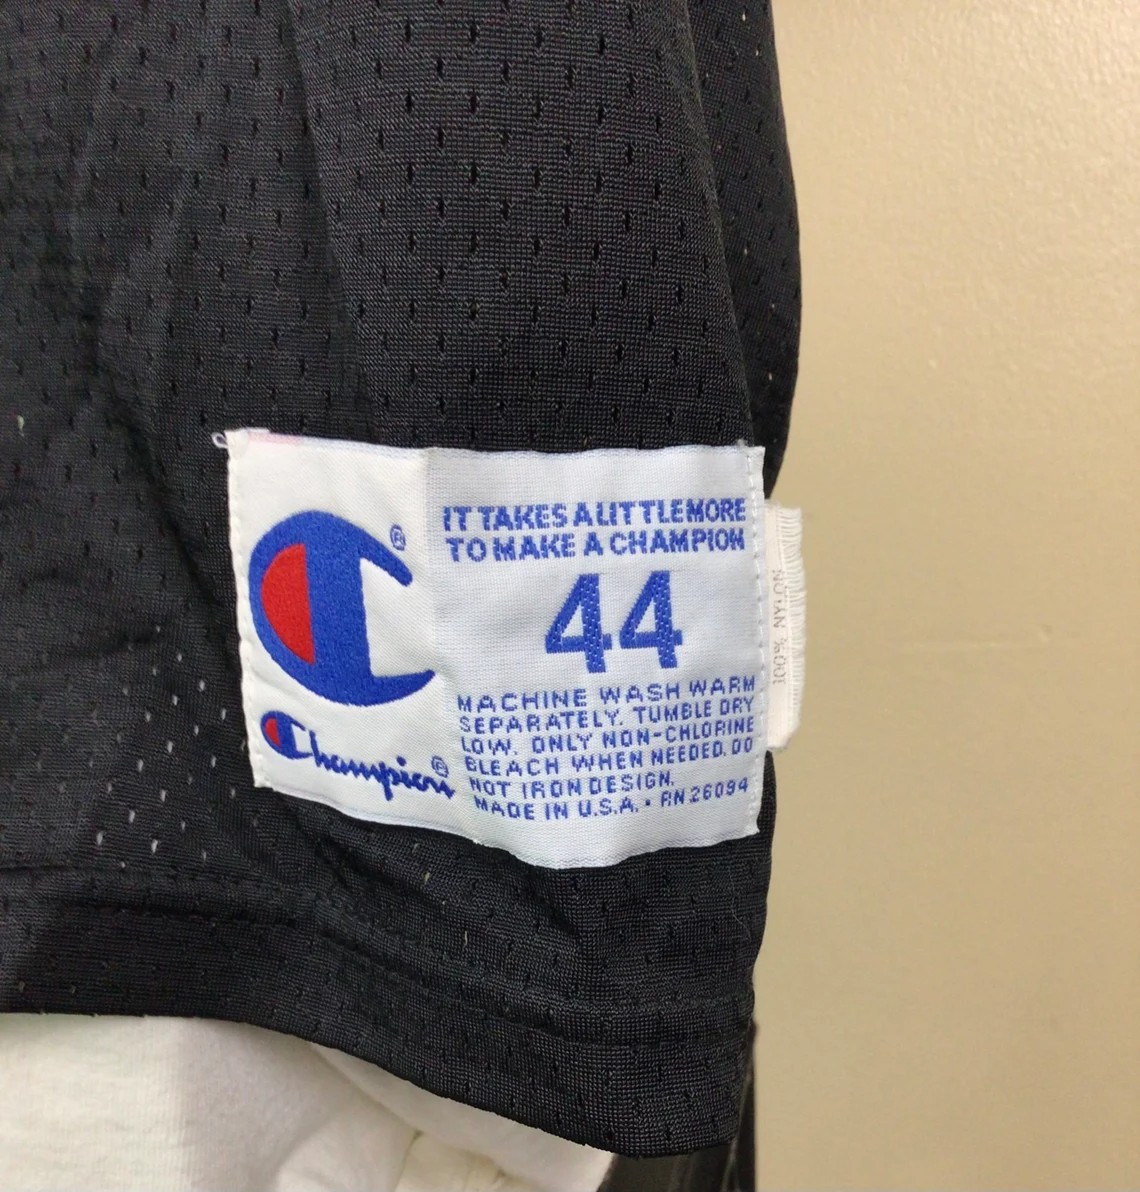 IT TAKES A LITTLE MORE
TO MAKE A CHAMPION
44
MACHINE WASH WARM
SEPARATELY. TUMBLE DRY
LOW. ONLY NON-CHLORINE
BLEACH WHEN NEEDED. DO
NOT IRON DESIGN.
MADE IN U.S.A. • RN 26094
Champion®
®
100% NYLON